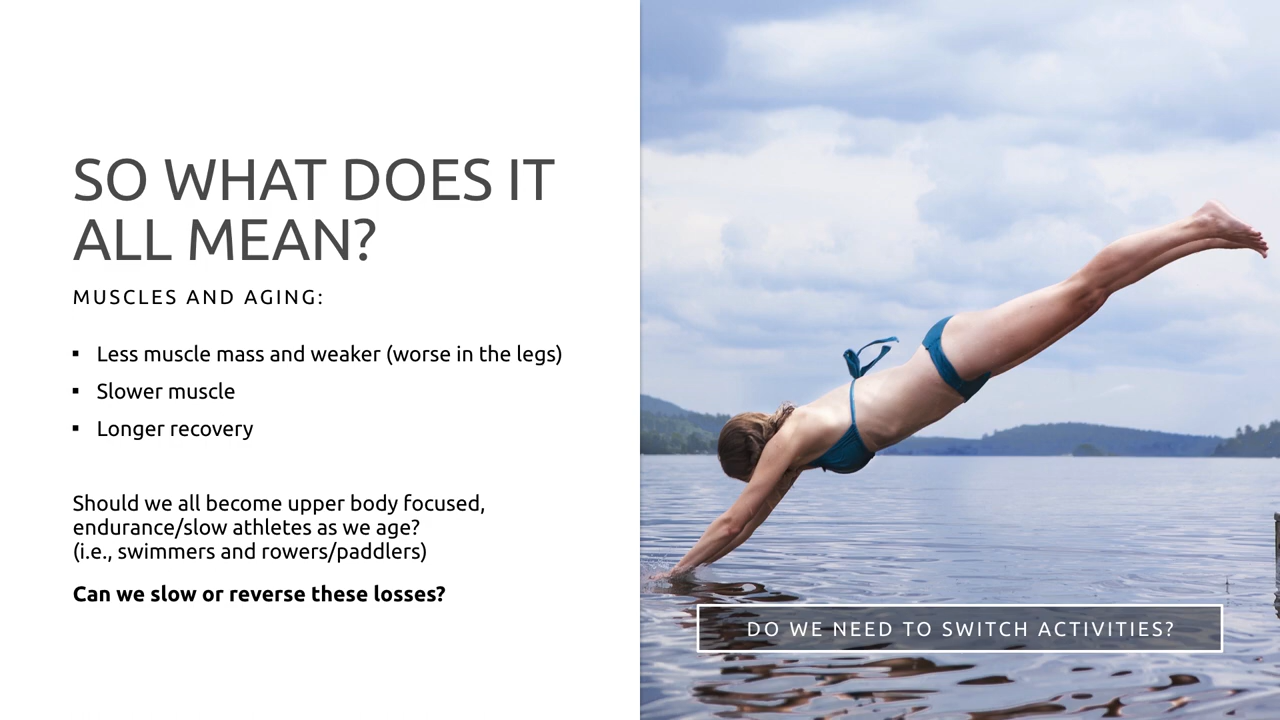 SO WHAT DOES IT
ALL MEAN?
MUSCLES AND AGING:
▪ Less muscle mass and weaker (worse in the legs)
▪ Slower muscle
▪ Longer recovery
Should we all become upper body focused,
endurance/slow athletes as we age?
(i.e., swimmers and rowers/paddlers)
Can we slow or reverse these losses?
DO WE NEED TO SWITCH ACTIVITIES?